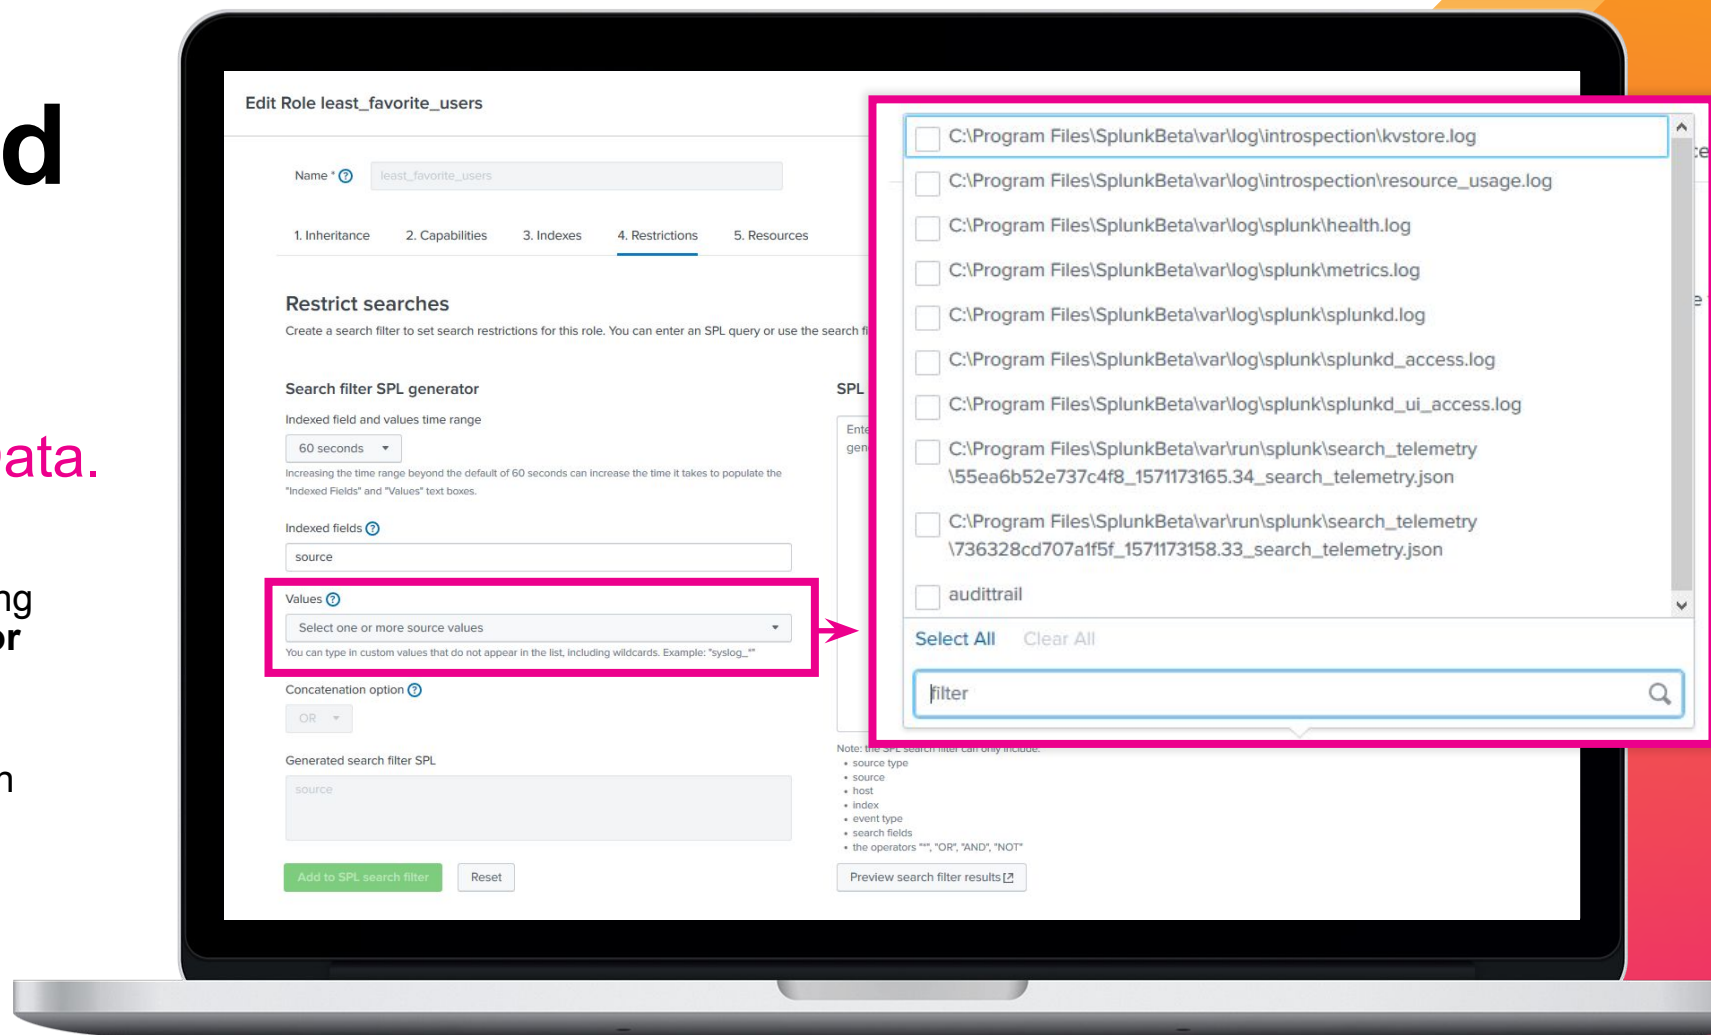 d
ata.
ng
or
n
Edit Role least_favorite_users
Name *
least_favorite_users
1. Inheritance 2. Capabilities 3. Indexes 4. Restrictions 5. Resources
Restrict searches
Create a search filter to set search restrictions for this role. You can enter an SPL query or use the search fi
Search filter SPL generator
Indexed field and values time range
60 seconds
Increasing the time range beyond the default of 60 seconds can increase the time it takes to populate the
"Indexed Fields" and "Values" text boxes.
Indexed fields ?
source
Values ?
Select one or more source values
You can type in custom values that do not appear in the list, including wildcards. Example: "syslog_*"
Concatenation option ?
OR
Generated search filter SPL
source
Add to SPL search filter Reset
SPL
Ente
gen
Note: the SPL search filter can only include:
• source type
• source
• host
• index
• event type
• search fields
• the operators "*", "OR", "AND", "NOT"
Preview search filter results
C:\Program Files\SplunkBeta\var\log\introspection\kvstore.log
C:\Program Files\SplunkBeta\var\log\introspection\resource_usage.log
C:\Program Files\SplunkBeta\var\log\splunk\health.log
C:\Program Files\SplunkBeta\var\log\splunk\metrics.log
C:\Program Files\SplunkBeta\var\log\splunk\splunkd.log
C:\Program Files\SplunkBeta\var\log\splunk\splunkd_access.log
C:\Program Files\SplunkBeta\var\log\splunk\splunkd_ui_access.log
C:\Program Files\SplunkBeta\var\run\splunk\search_telemetry
\55ea6b52e737c4f8_1571173165.34_search_telemetry.json
C:\Program Files\SplunkBeta\var\run\splunk\search_telemetry
\736328cd707a1f5f_1571173158.33_search_telemetry.json
audittrail
Select All Clear All
filter